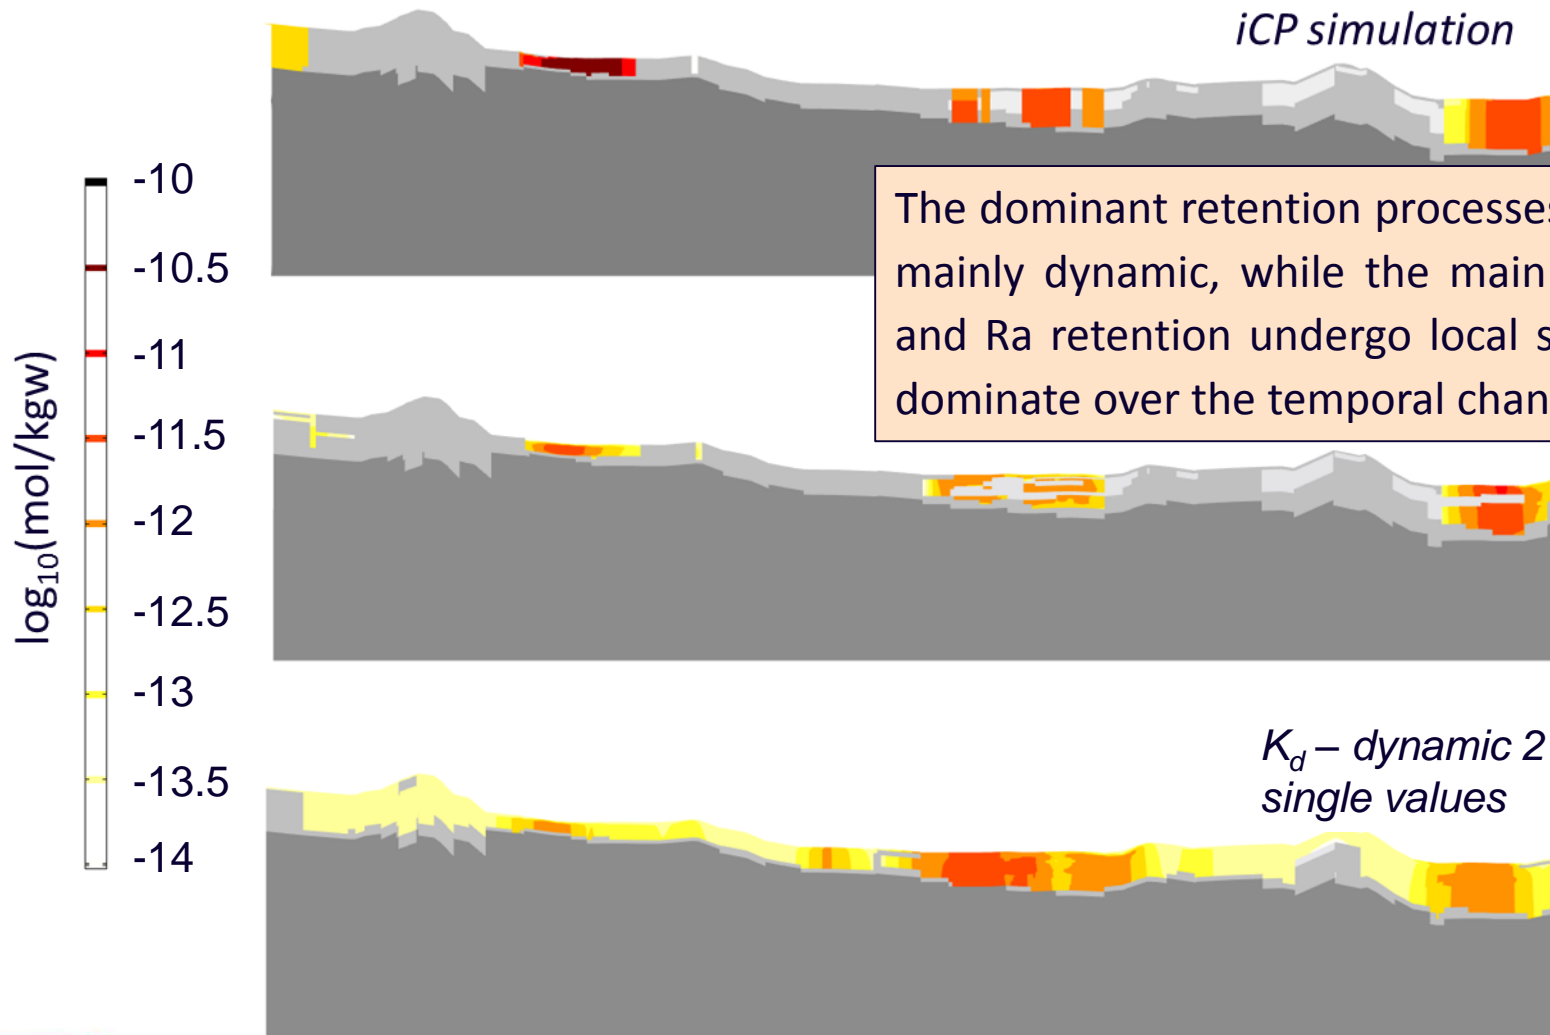 iCP simulation
-10
-10.5
-11
-11.5
-12
-12.5
-13
-13.5
-14
log10(mol/kgw)
The dominant retention processes
mainly dynamic, while the main
and Ra retention undergo local s
dominate over the temporal chan
Kd – dynamic 2
single values